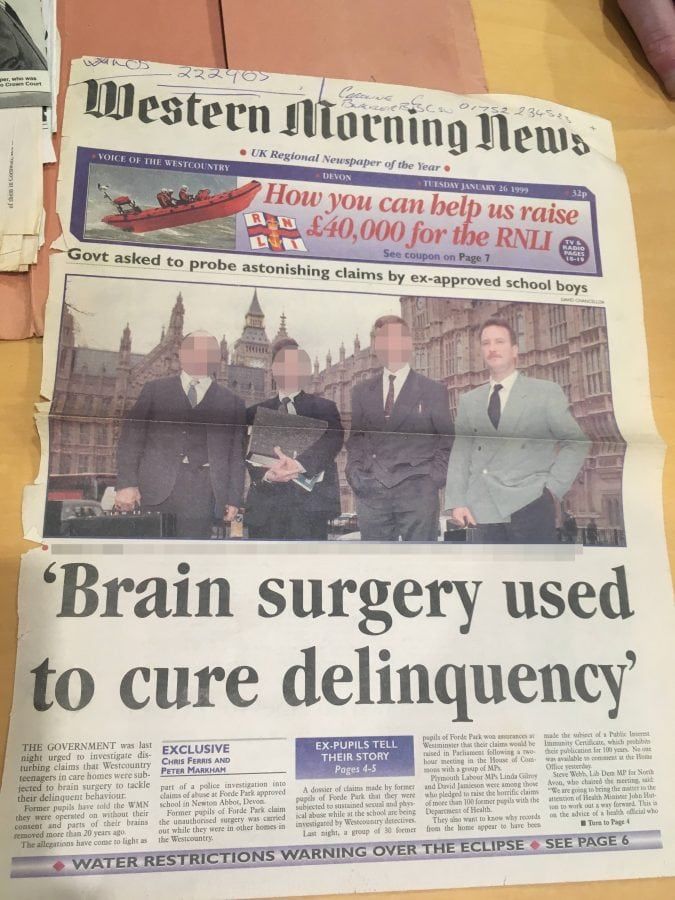 222905
01752 234523
Western Morning News
• UK Regional Newspaper of the Year •
• VOICE OF THE WESTCOUNTRY
• DEVON
• TUESDAY JANUARY 26 1999
• 32p
How you can help us raise
£40,000 for the RNLI
RN
LI
See coupon on Page 7
TV &
RADIO
PAGES
18-19
Govt asked to probe astonishing claims by ex-approved school boys
DAVID CHANCELLOR
‘Brain surgery used
to cure delinquency’
THE GOVERNMENT was last
night urged to investigate dis-
turbing claims that Westcountry
teenagers in care homes were sub-
jected to brain surgery to tackle
their delinquent behaviour.
Former pupils have told the WMN
they were operated on without their
consent and parts of their brains
removed more than 20 years ago.
The allegations have come to light as
EXCLUSIVE
CHRIS FERRIS AND
PETER MARKHAM
part of a police investigation into
claims of abuse at Forde Park approved
school in Newton Abbot, Devon.
Former pupils of Forde Park claim
the unauthorised surgery was carried
out while they were in other homes in
the Westcountry.
EX-PUPILS TELL
THEIR STORY
Pages 4-5
A dossier of claims made by former
pupils of Forde Park that they were
subjected to sustained sexual and phys-
ical abuse while at the school are being
investigated by Westcountry detectives.
Last night, a group of 30 former
pupils of Forde Park won assurances at
Westminster that their claims would be
raised in Parliament following a two-
hour meeting in the House of Com-
mons with a group of MPs.
Plymouth Labour MPs Linda Gilroy
and David Jamieson were among those
who pledged to raise the horrific claims
of more than 100 former pupils with the
Department of Health.
They also want to know why records
from the home appear to have been
made the subject of a Public Interest
Immunity Certificate, which prohibits
their publication for 100 years. No one
was available to comment at the Home
Office yesterday.
Steve Webb, Lib Dem MP for North
Avon, who chaired the meeting, said:
"We are going to bring the matter to the
attention of Health Minister John Hut-
ton to work out a way forward. This is
on the advice of a health official who
■ Turn to Page 4
◆ WATER RESTRICTIONS WARNING OVER THE ECLIPSE ◆ SEE PAGE 6